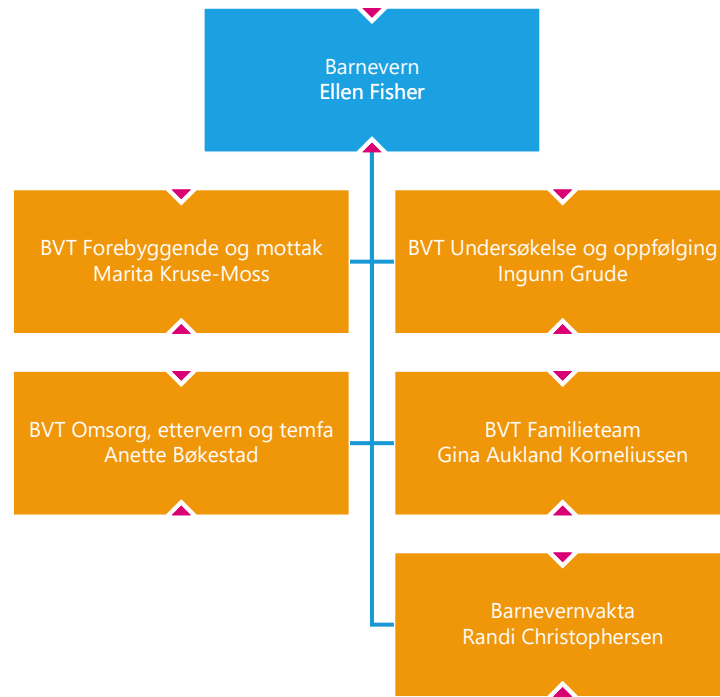 Barnevern
Ellen Fisher
BVT Forebyggende og mottak
Marita Kruse-Moss
BVT Undersøkelse og oppfølging
Ingunn Grude
BVT Omsorg, ettervern og temfa
Anette Bøkestad
BVT Familieteam
Gina Aukland Korneliussen
Barnevernvakta
Randi Christophersen